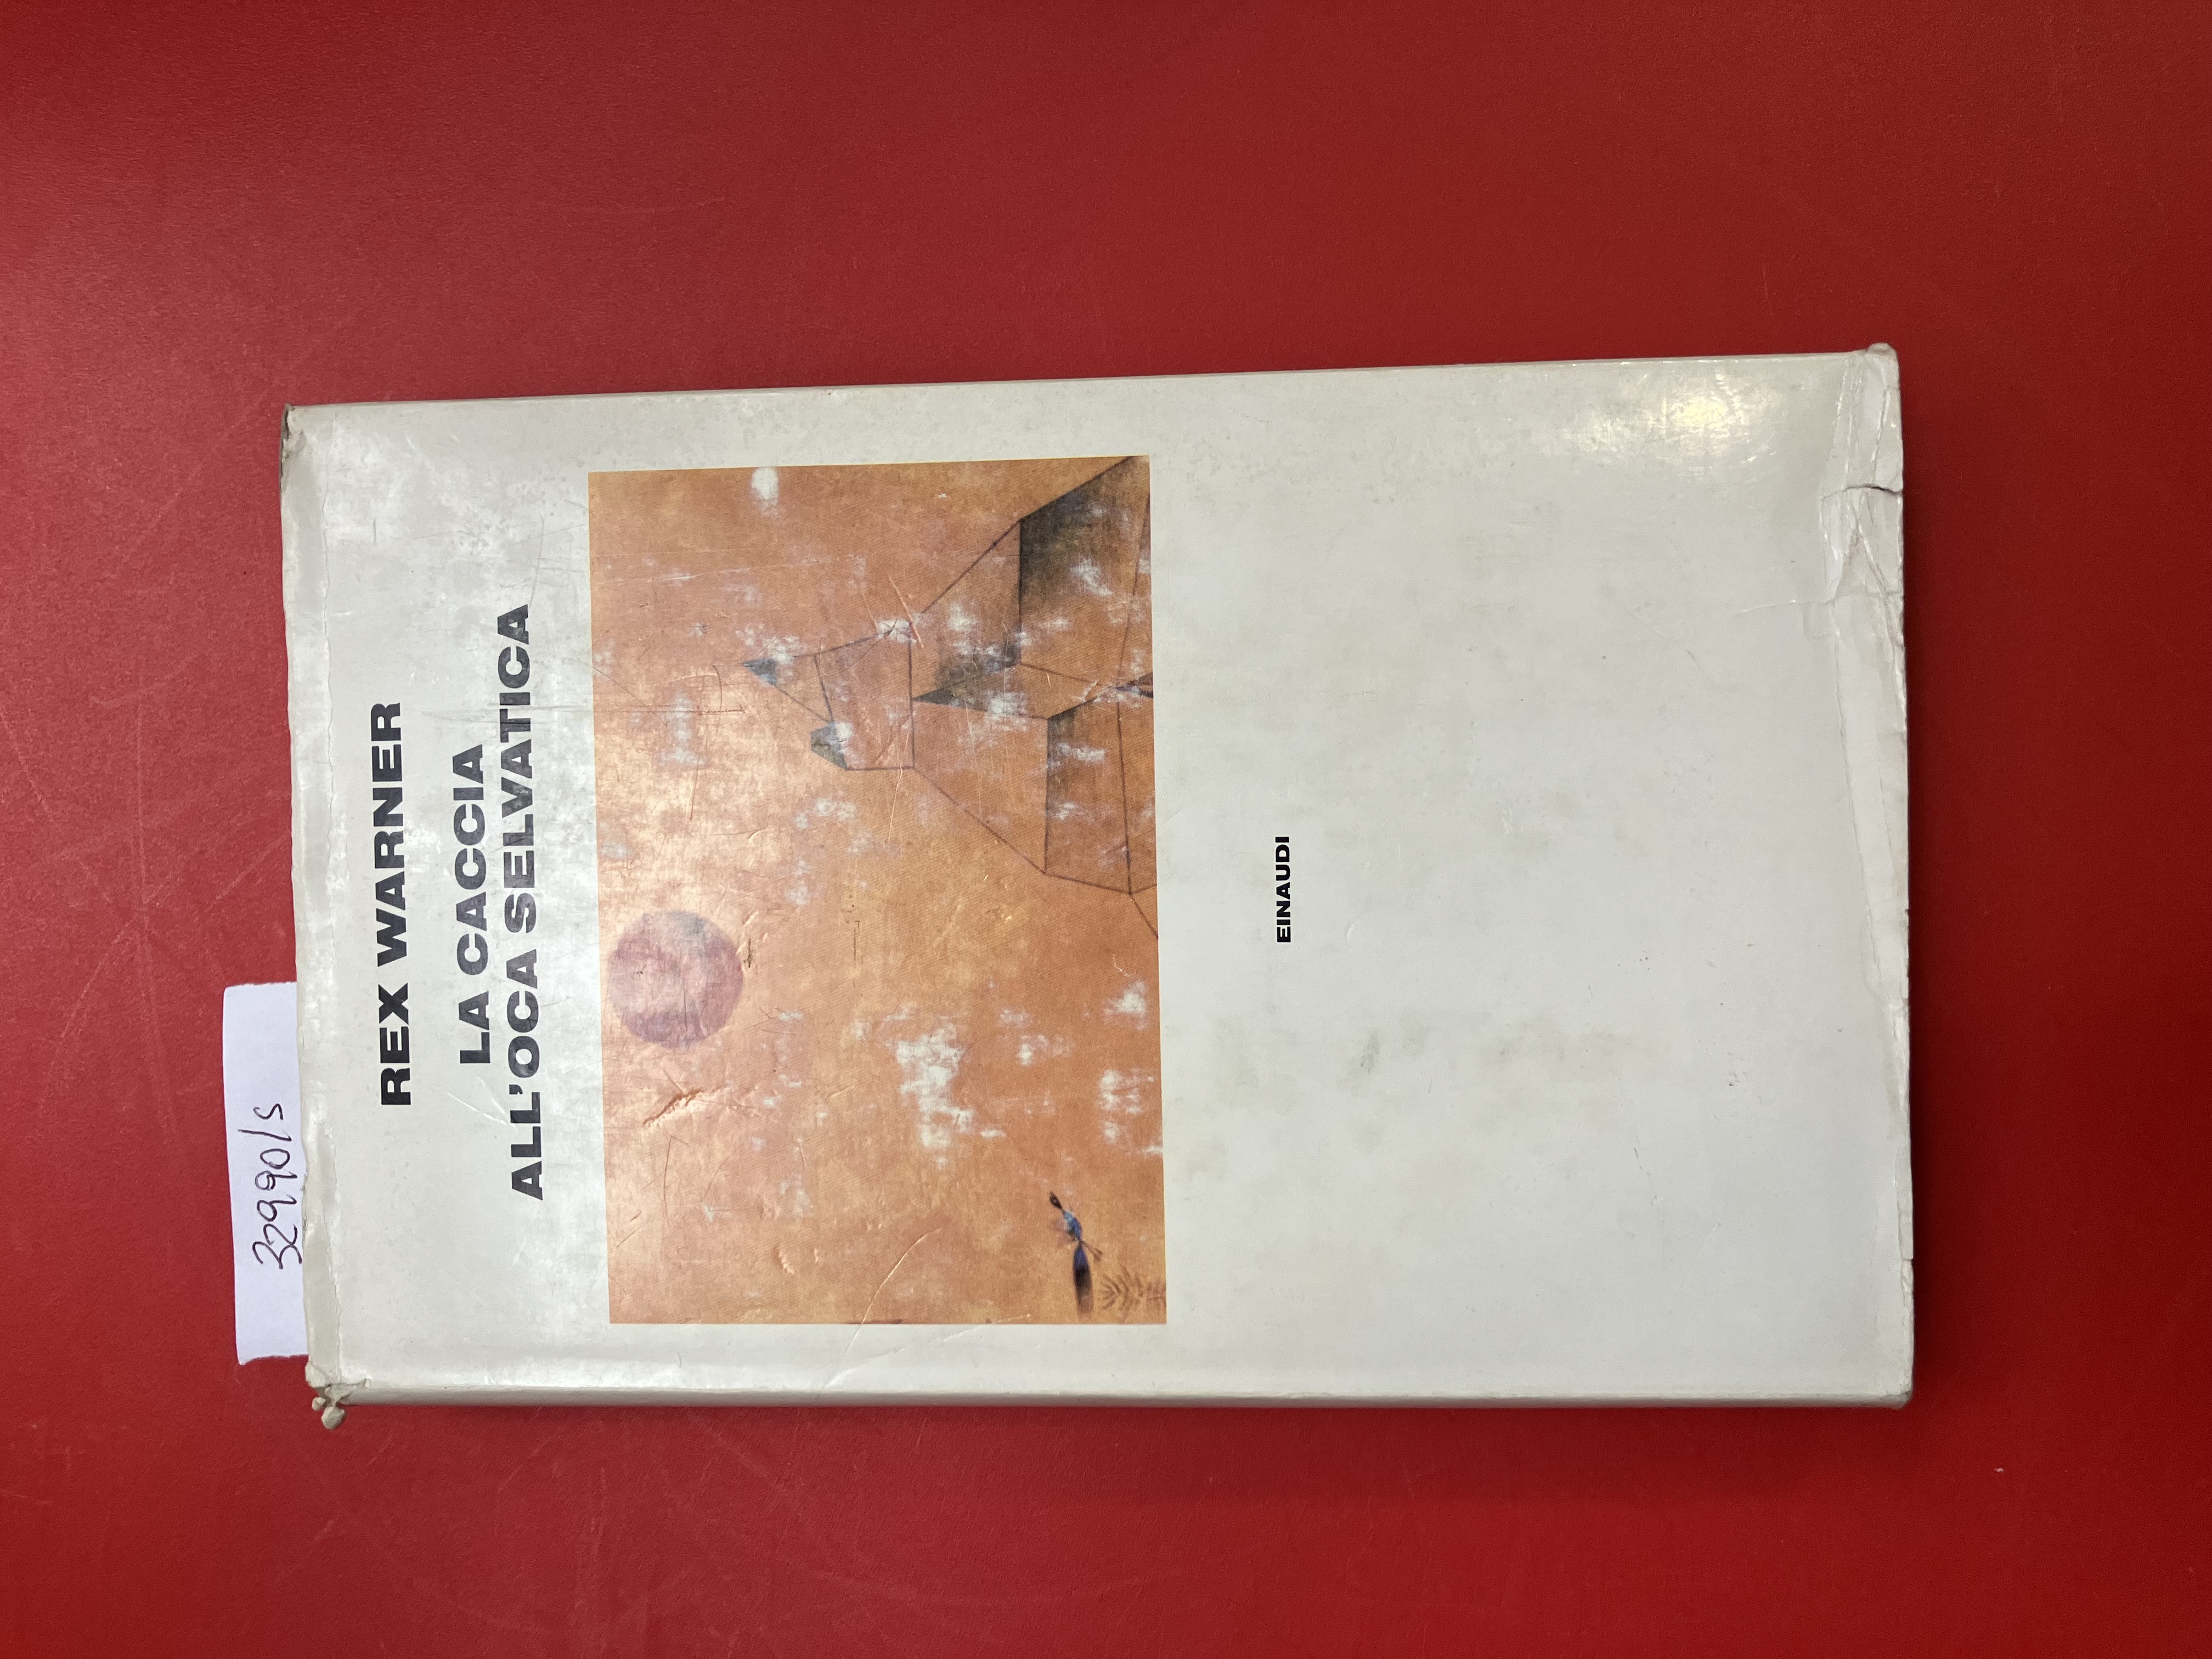 32990/S
REX WARNER
LA CACCIA
ALL'OCA SELVATICA
EINAUDI